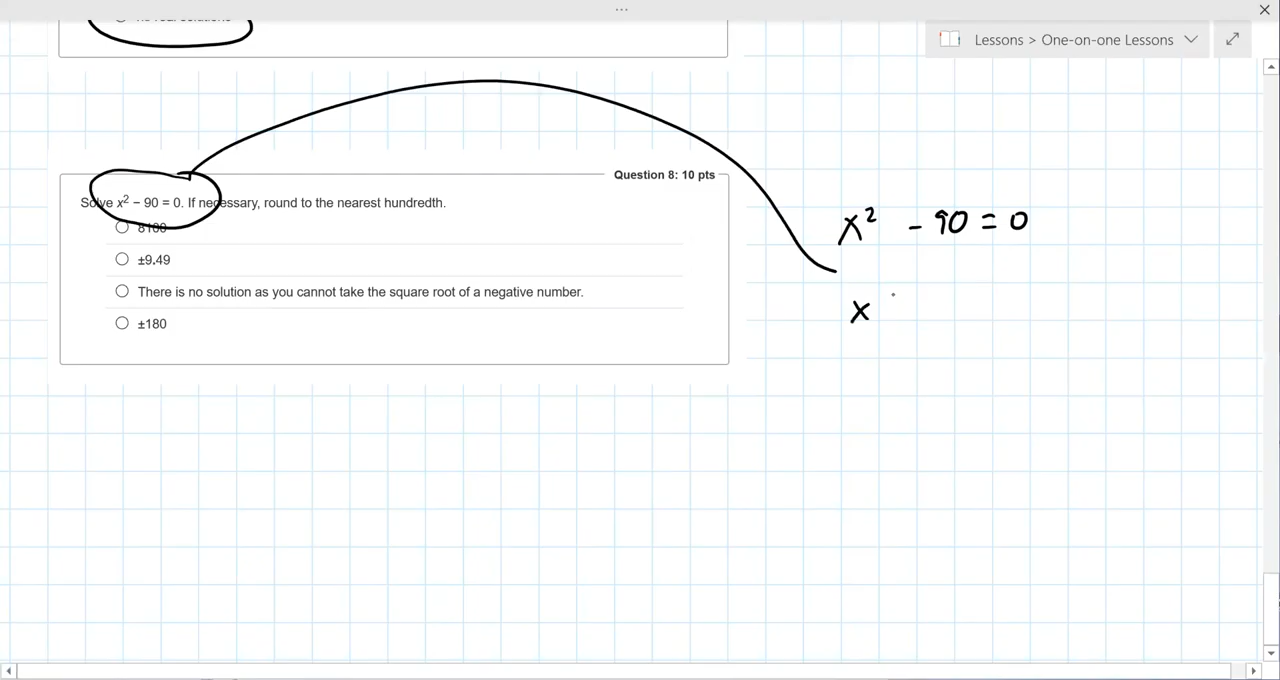 Lessons > One-on-one Lessons
Question 8: 10 pts
Solve x² − 90 = 0. If necessary, round to the nearest hundredth.
8100
±9.49
There is no solution as you cannot take the square root of a negative number.
±180
x² - 90 = 0
x